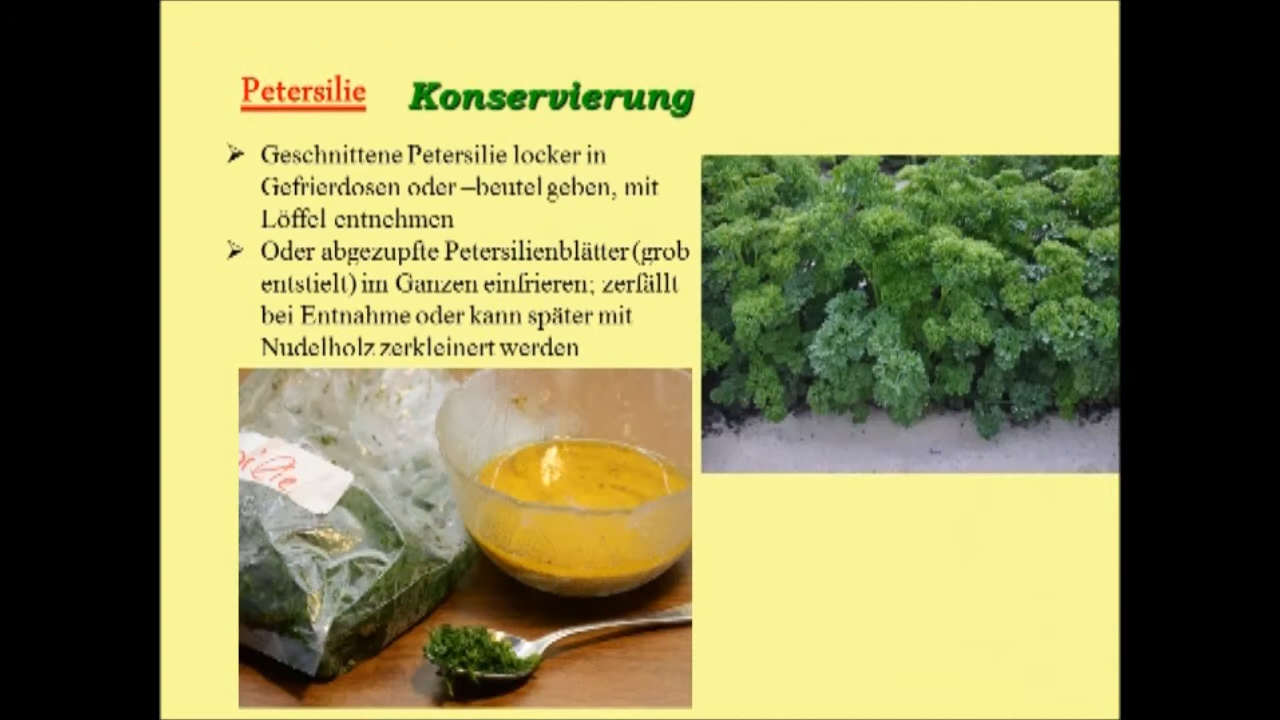 Petersilie Konservierung
➢ Geschnittene Petersilie locker in
Gefrierdosen oder –beutel geben, mit
Löffel entnehmen
➢ Oder abgezupfte Petersilienblätter (grob
entstielt) im Ganzen einfrieren; zerfällt
bei Entnahme oder kann später mit
Nudelholz zerkleinert werden